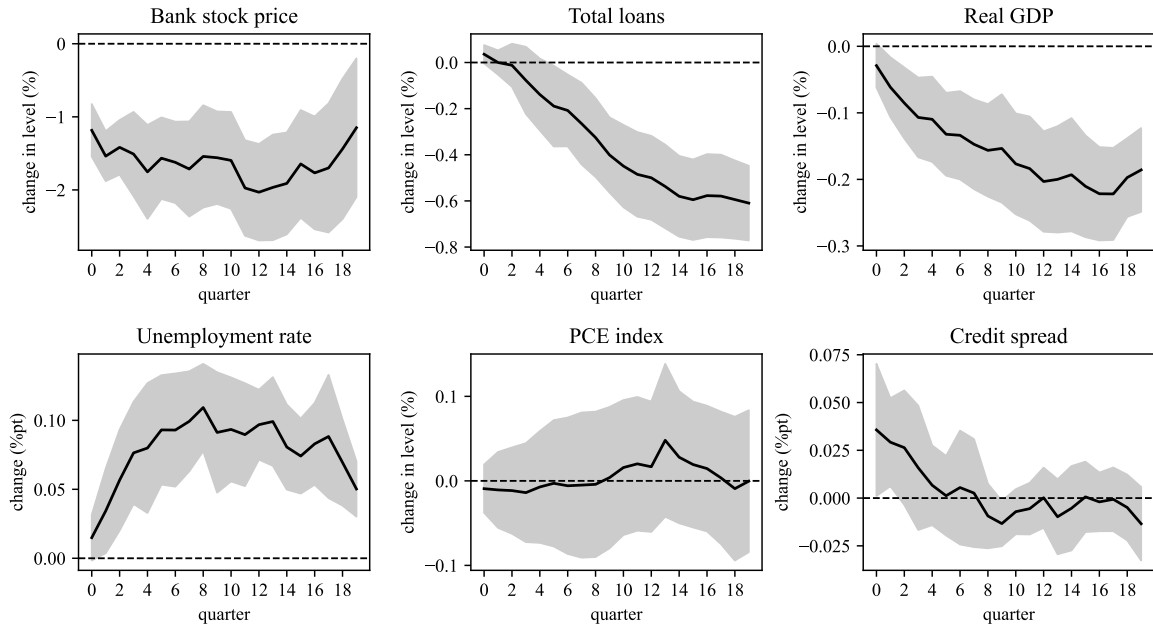 Bank stock price
change in level (%)
0
−1
−2
0 2 4 6 8 10 12 14 16 18
quarter
Total loans
change in level (%)
0.0
−0.2
−0.4
−0.6
−0.8
0 2 4 6 8 10 12 14 16 18
quarter
Real GDP
change in level (%)
0.0
−0.1
−0.2
−0.3
0 2 4 6 8 10 12 14 16 18
quarter
Unemployment rate
change (%pt)
0.10
0.05
0.00
0 2 4 6 8 10 12 14 16 18
quarter
PCE index
change in level (%)
0.1
0.0
−0.1
0 2 4 6 8 10 12 14 16 18
quarter
Credit spread
change (%pt)
0.075
0.050
0.025
0.000
−0.025
0 2 4 6 8 10 12 14 16 18
quarter